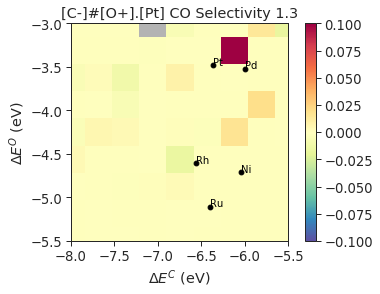 [C-]#[O+].[Pt] CO Selectivity 1.3
−3.0
−3.5
−4.0
−4.5
−5.0
−5.5
ΔE^O (eV)
Pt
Pd
Rh
Ni
Ru
−8.0 −7.5 −7.0 −6.5 −6.0 −5.5
ΔE^C (eV)
0.100
0.075
0.050
0.025
0.000
−0.025
−0.050
−0.075
−0.100